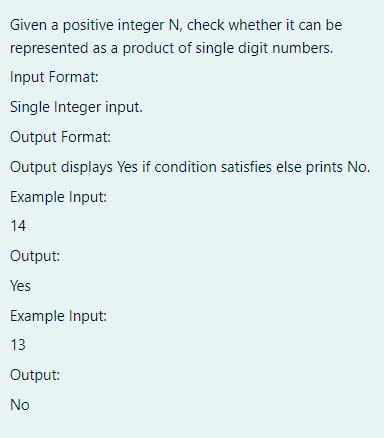 Given a positive integer N, check whether it can be
represented as a product of single digit numbers.
Input Format:
Single Integer input.
Output Format:
Output displays Yes if condition satisfies else prints No.
Example Input:
14
Output:
Yes
Example Input:
13
Output:
No